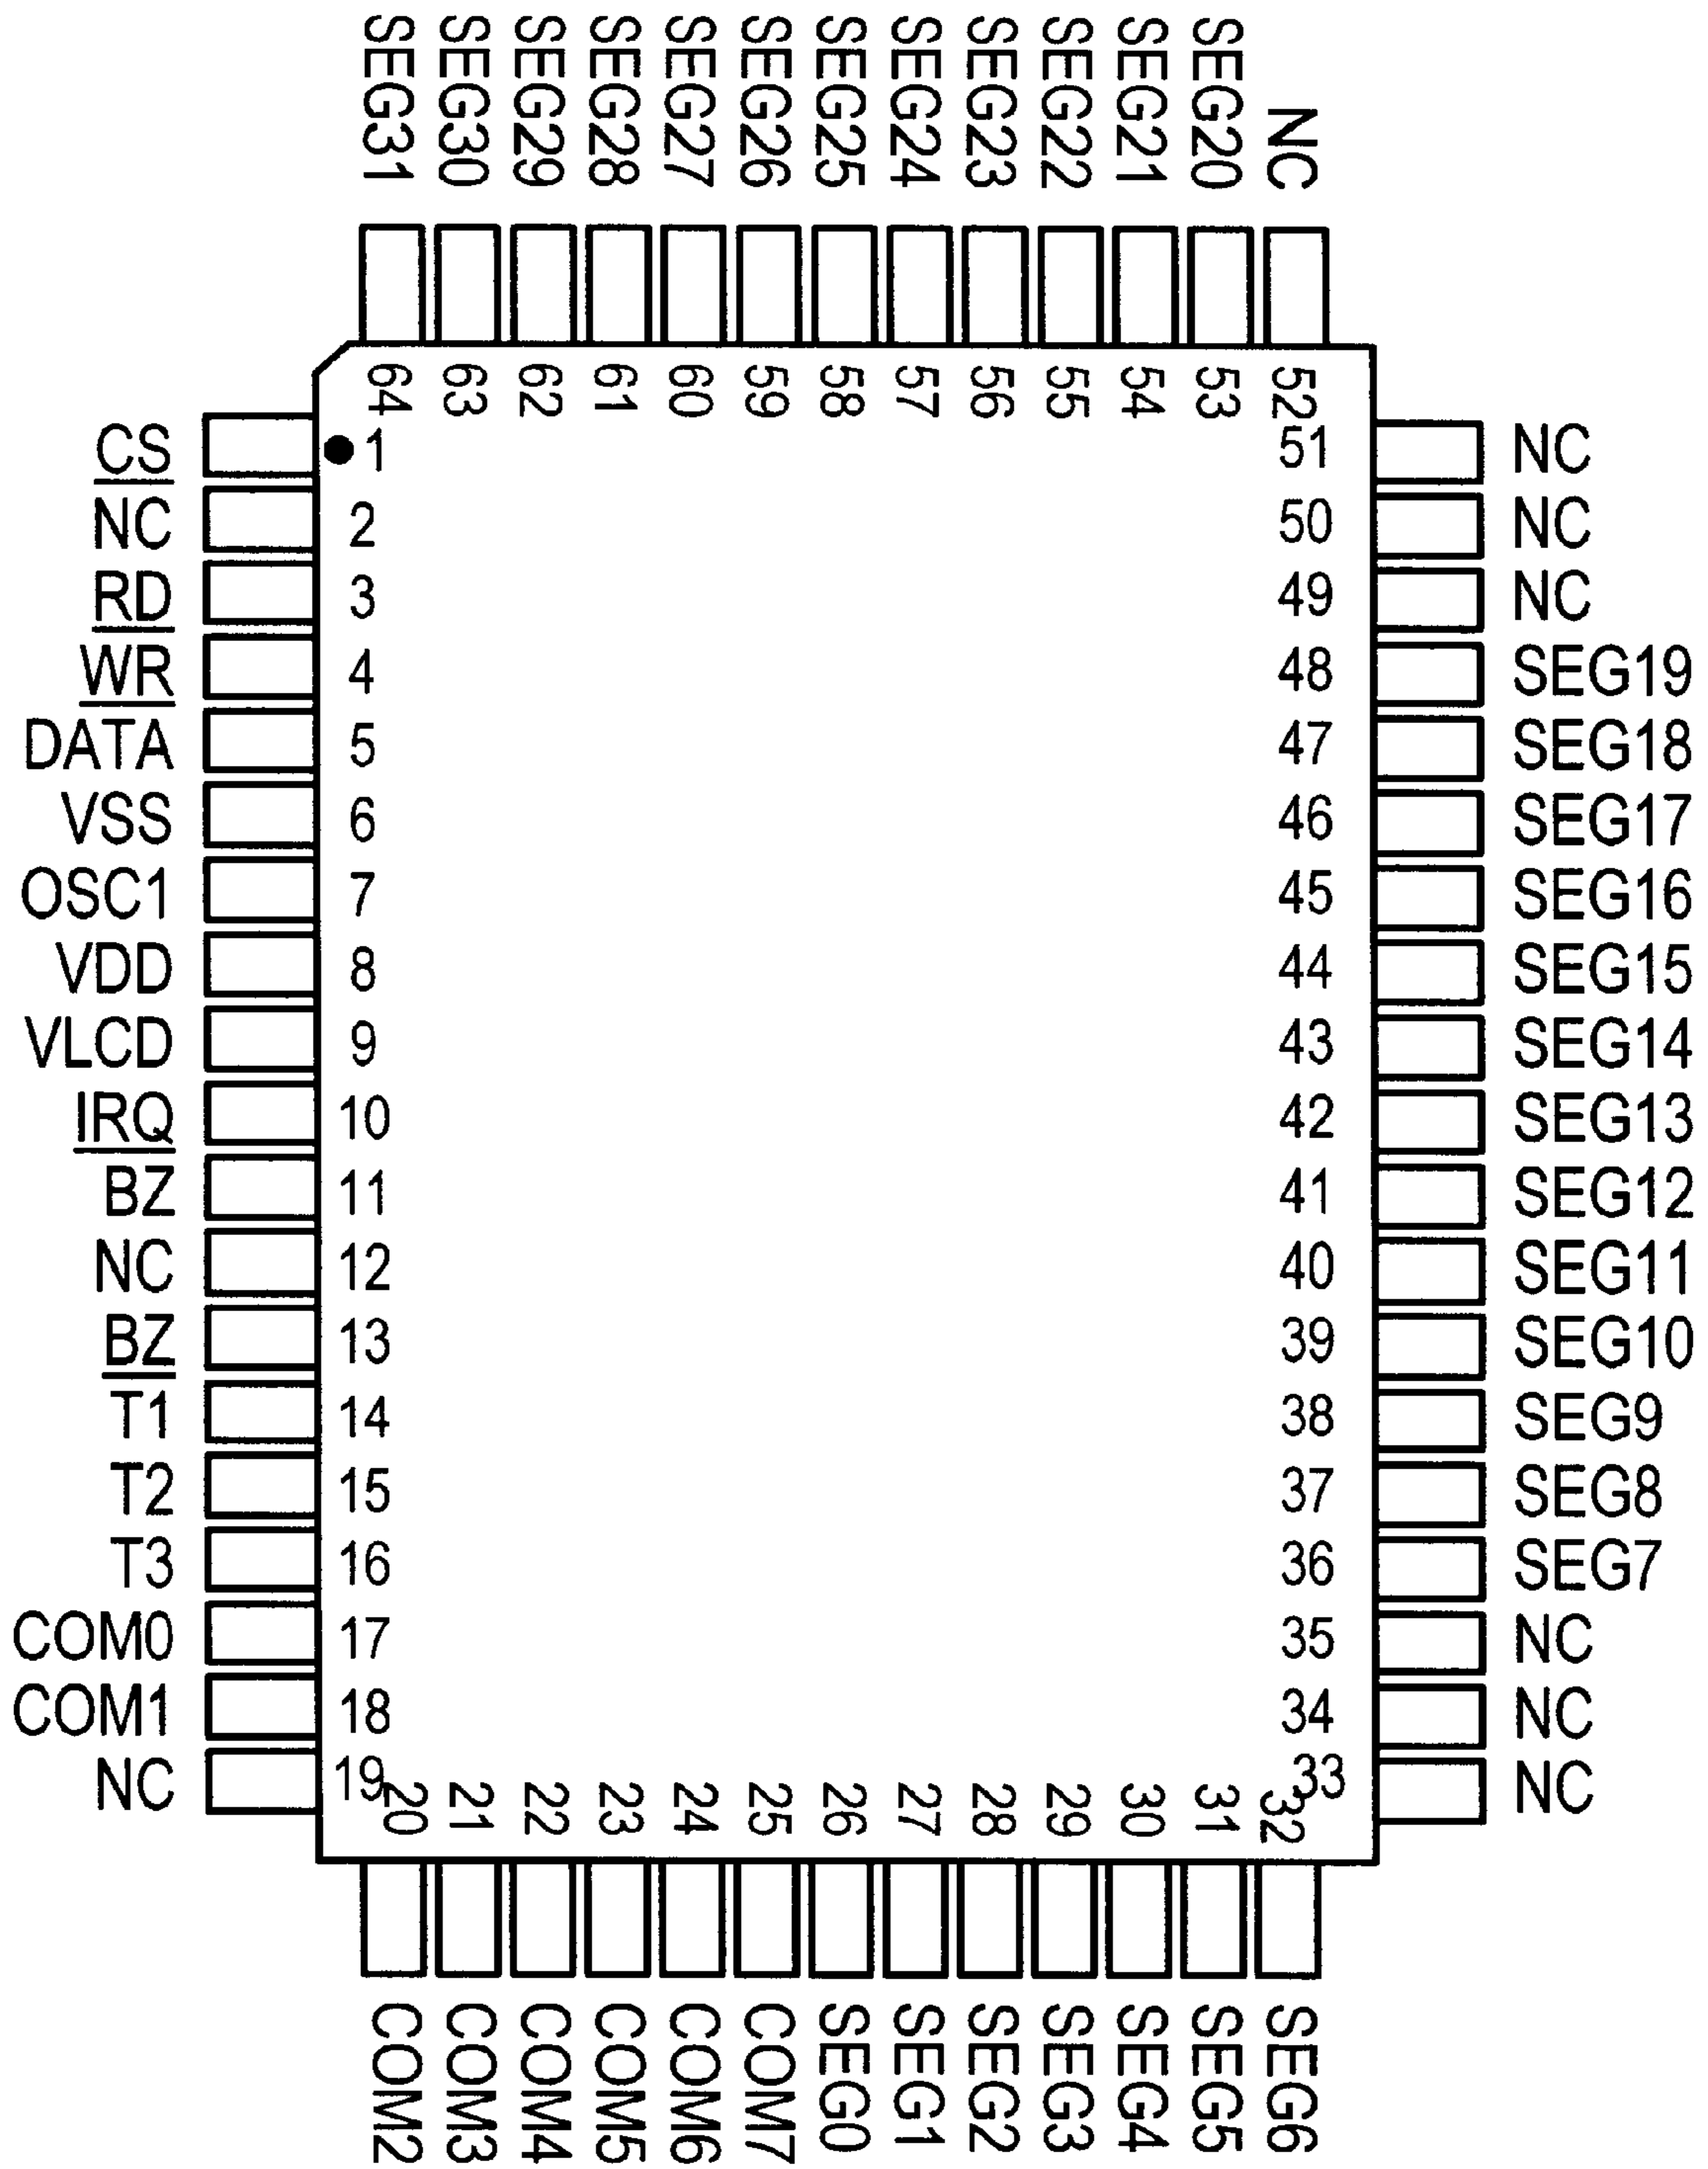 SEG31
SEG30
SEG29
SEG28
SEG27
SEG26
SEG25
SEG24
SEG23
SEG22
SEG21
SEG20
NC
64
63
62
61
60
59
58
57
56
55
54
53
52
CS 1 51 NC
NC 2 50 NC
RD 3 49 NC
WR 4 48 SEG19
DATA 5 47 SEG18
VSS 6 46 SEG17
OSC1 7 45 SEG16
VDD 8 44 SEG15
VLCD 9 43 SEG14
IRQ 10 42 SEG13
BZ 11 41 SEG12
NC 12 40 SEG11
BZ 13 39 SEG10
T1 14 38 SEG9
T2 15 37 SEG8
T3 16 36 SEG7
COM0 17 35 NC
COM1 18 34 NC
NC 19 33 NC
20
21
22
23
24
25
26
27
28
29
30
31
32
COM2
COM3
COM4
COM5
COM6
COM7
SEG0
SEG1
SEG2
SEG3
SEG4
SEG5
SEG6